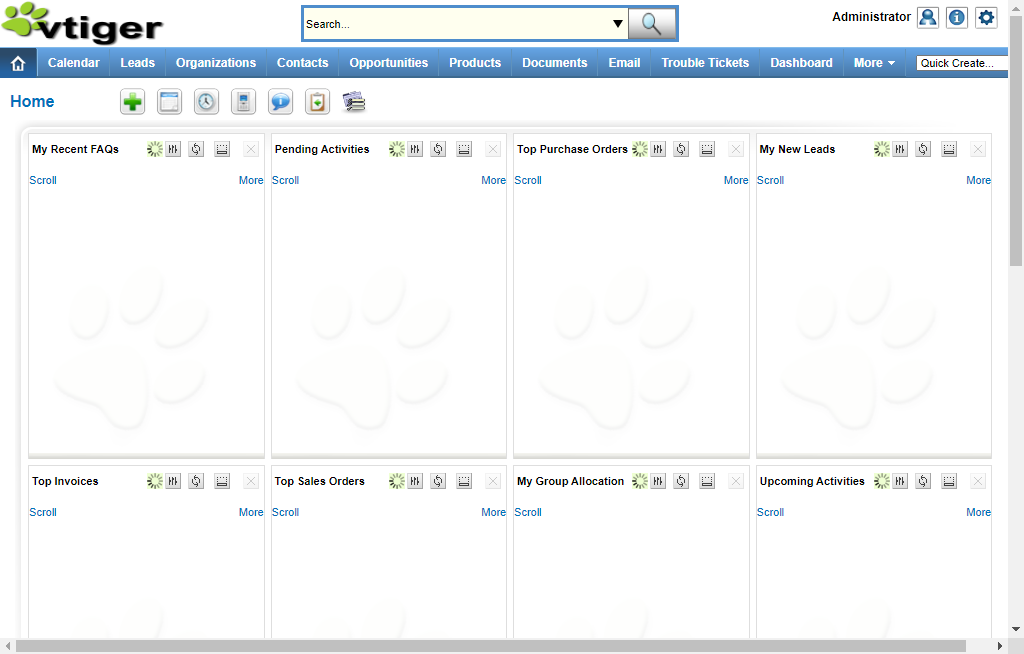 vtiger
Search...
Administrator
Calendar Leads Organizations Contacts Opportunities Products Documents Email Trouble Tickets Dashboard More Quick Create...
Home
My Recent FAQs Pending Activities Top Purchase Orders My New Leads
Scroll More Scroll More Scroll More Scroll More
Top Invoices Top Sales Orders My Group Allocation Upcoming Activities
Scroll More Scroll More Scroll Scroll More